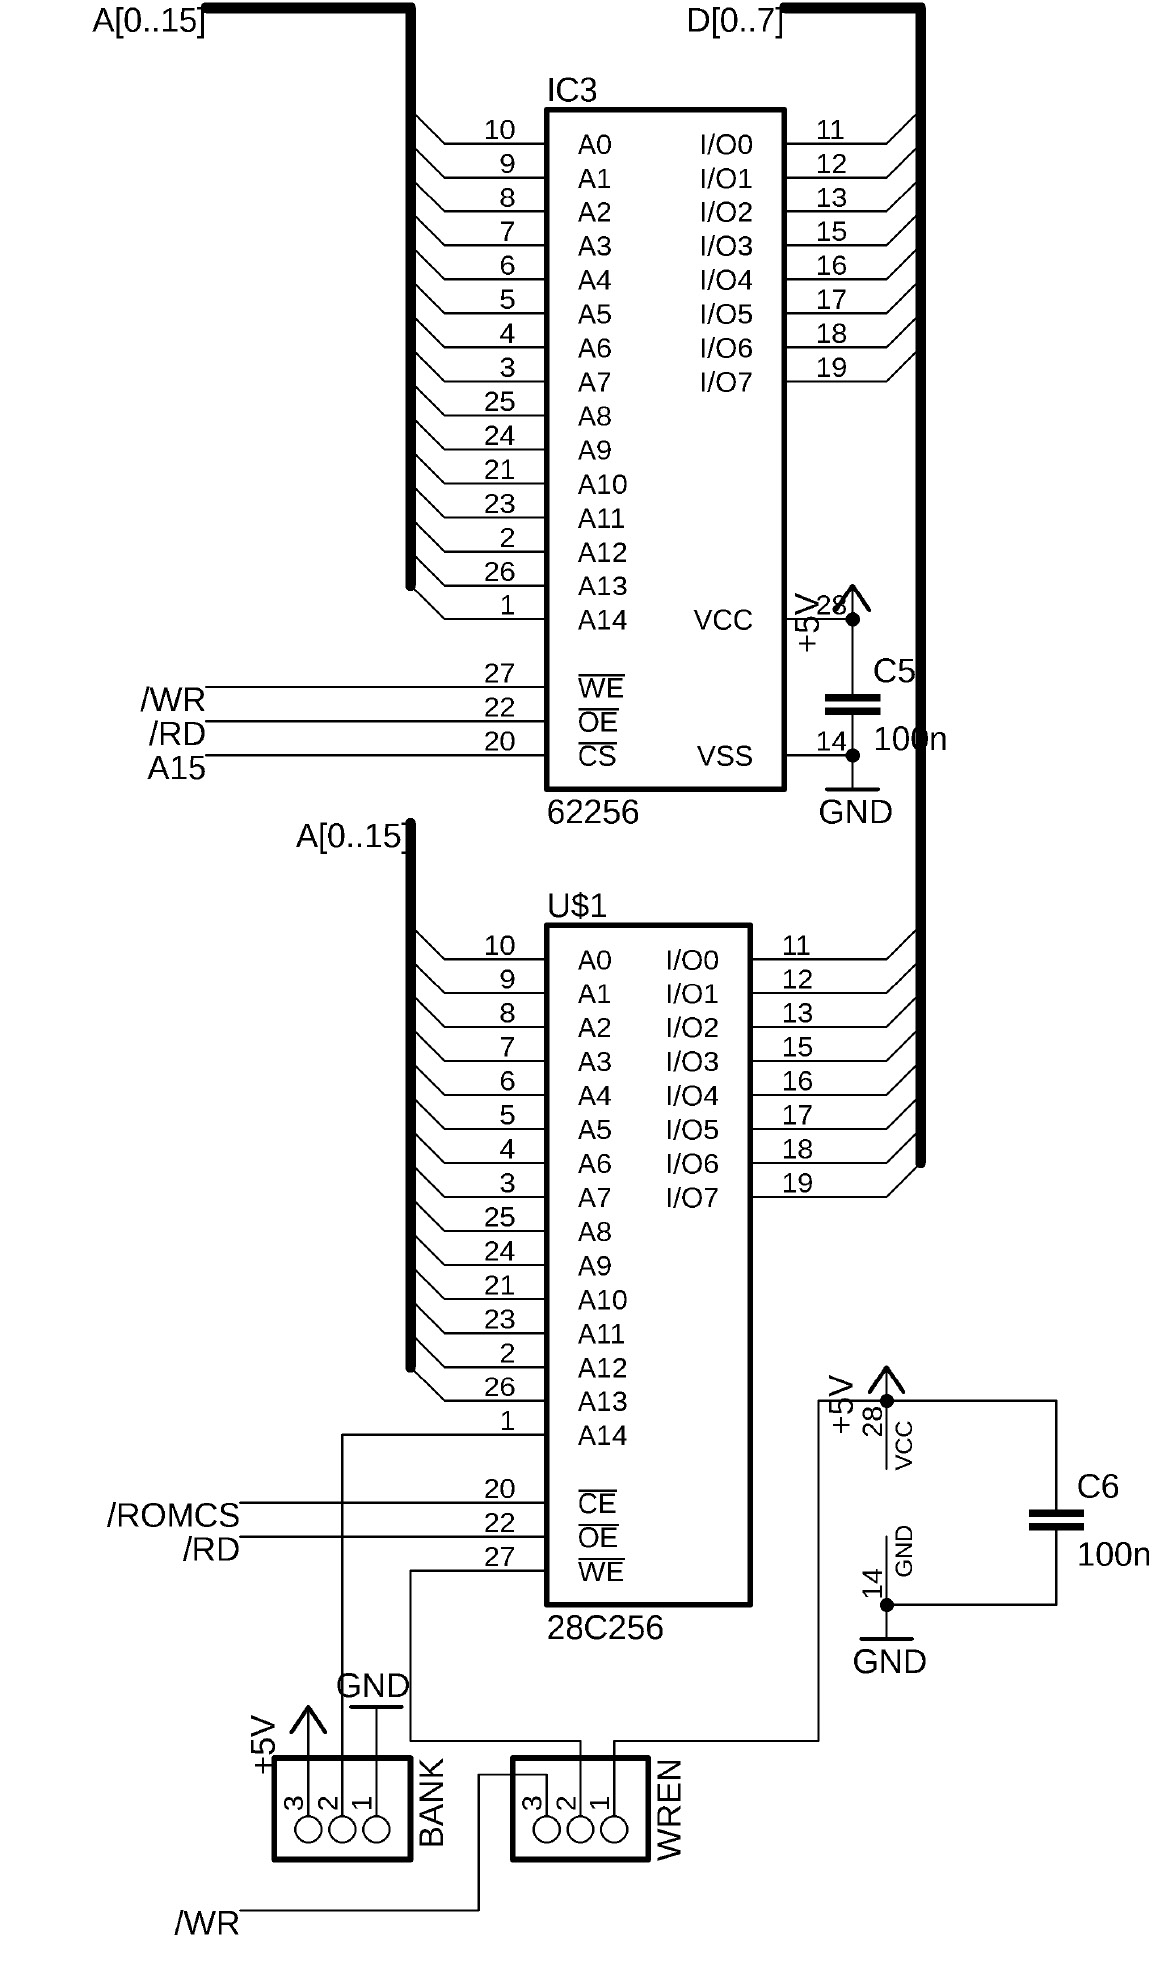 A[0..15]
D[0..7]
IC3
10 A0 I/O0 11
9 A1 I/O1 12
8 A2 I/O2 13
7 A3 I/O3 15
6 A4 I/O4 16
5 A5 I/O5 17
4 A6 I/O6 18
3 A7 I/O7 19
25 A8
24 A9
21 A10
23 A11
2 A12
26 A13
1 A14 VCC 28
+5V
C5
100n
/WR 27 WE
/RD 22 OE
A15 20 CS VSS 14
62256
GND
A[0..15]
U$1
10 A0 I/O0 11
9 A1 I/O1 12
8 A2 I/O2 13
7 A3 I/O3 15
6 A4 I/O4 16
5 A5 I/O5 17
4 A6 I/O6 18
3 A7 I/O7 19
25 A8
24 A9
21 A10
23 A11
2 A12
26 A13
1 A14
+5V
28
VCC
C6
100n
/ROMCS 20 CE
/RD 22 OE
27 WE
GND
14
28C256
GND
GND
+5V
3 2 1
BANK
3 2 1
WREN
/WR